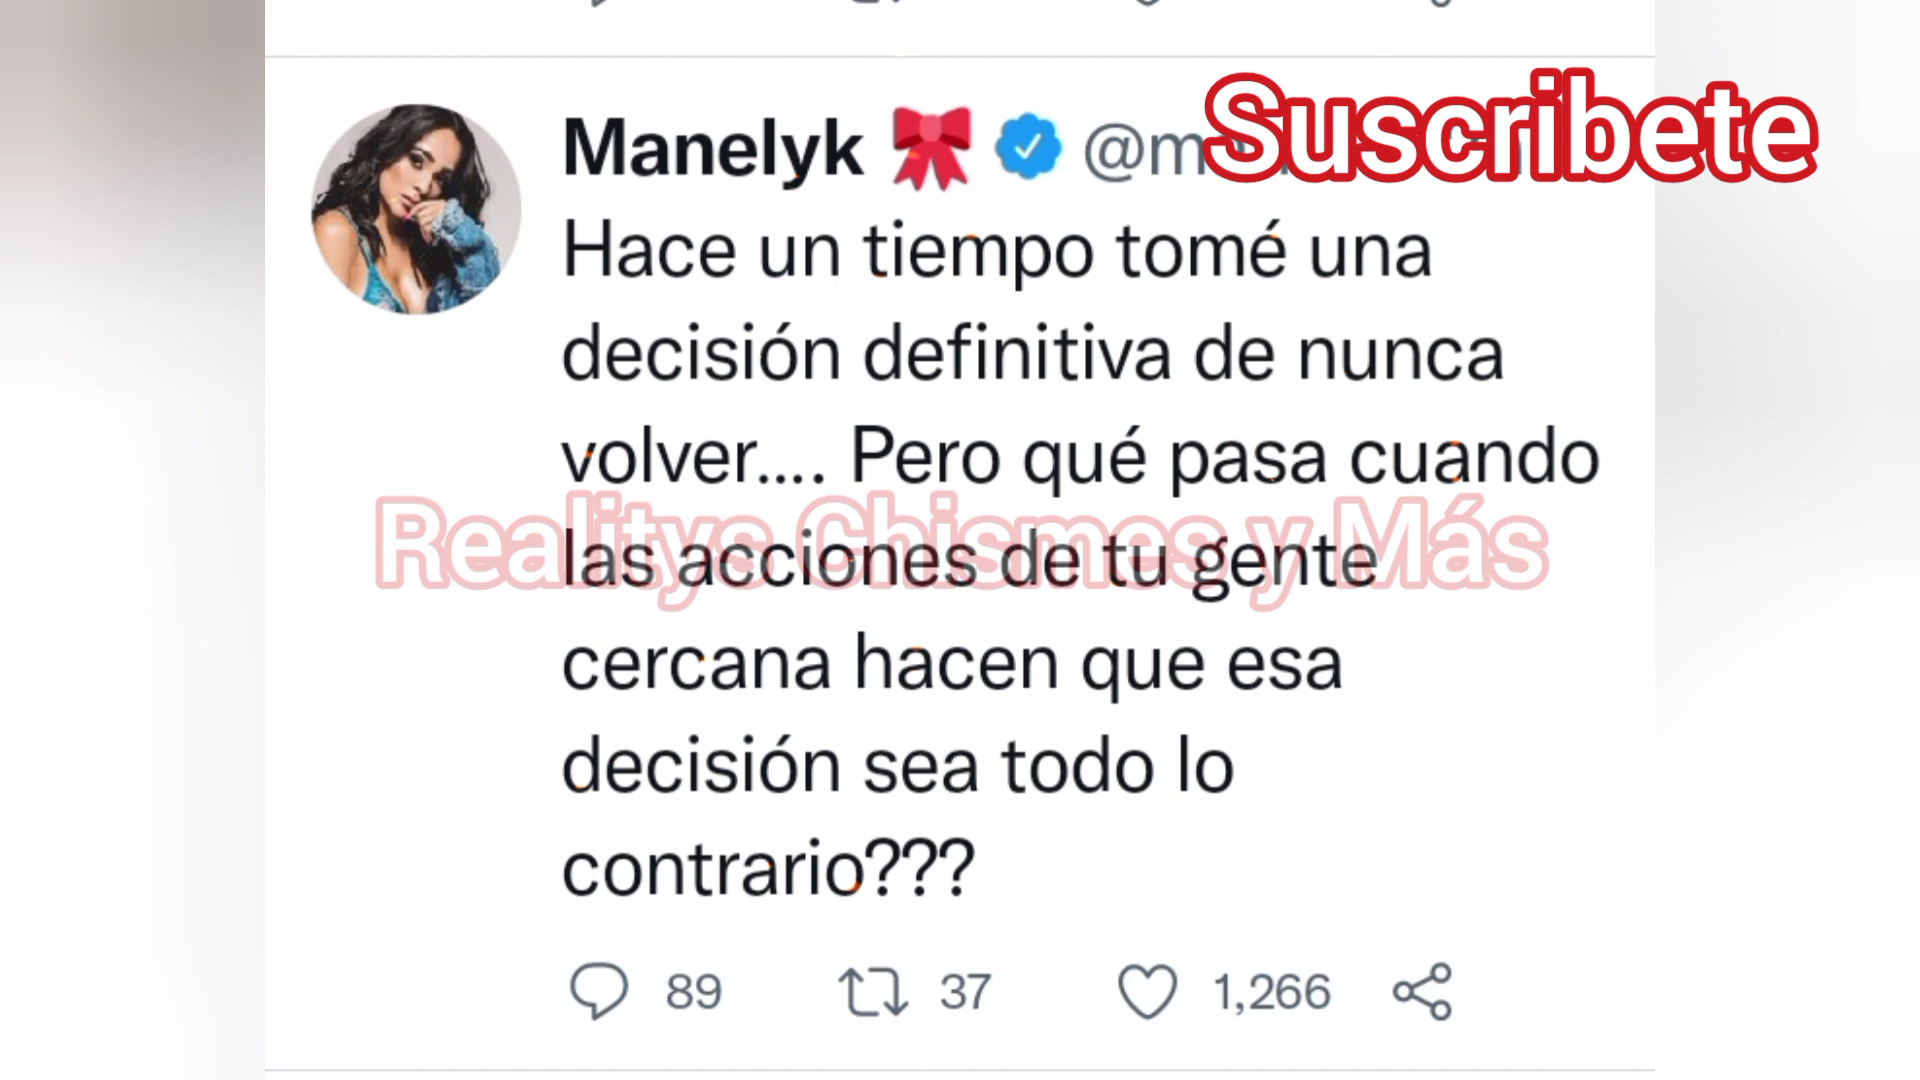 Suscribete
Manelyk
Hace un tiempo tomé una
decisión definitiva de nunca
volver.... Pero qué pasa cuando
Realitys Chismes y Más
las acciones de tu gente
cercana hacen que esa
decisión sea todo lo
contrario???
89 37 1,266